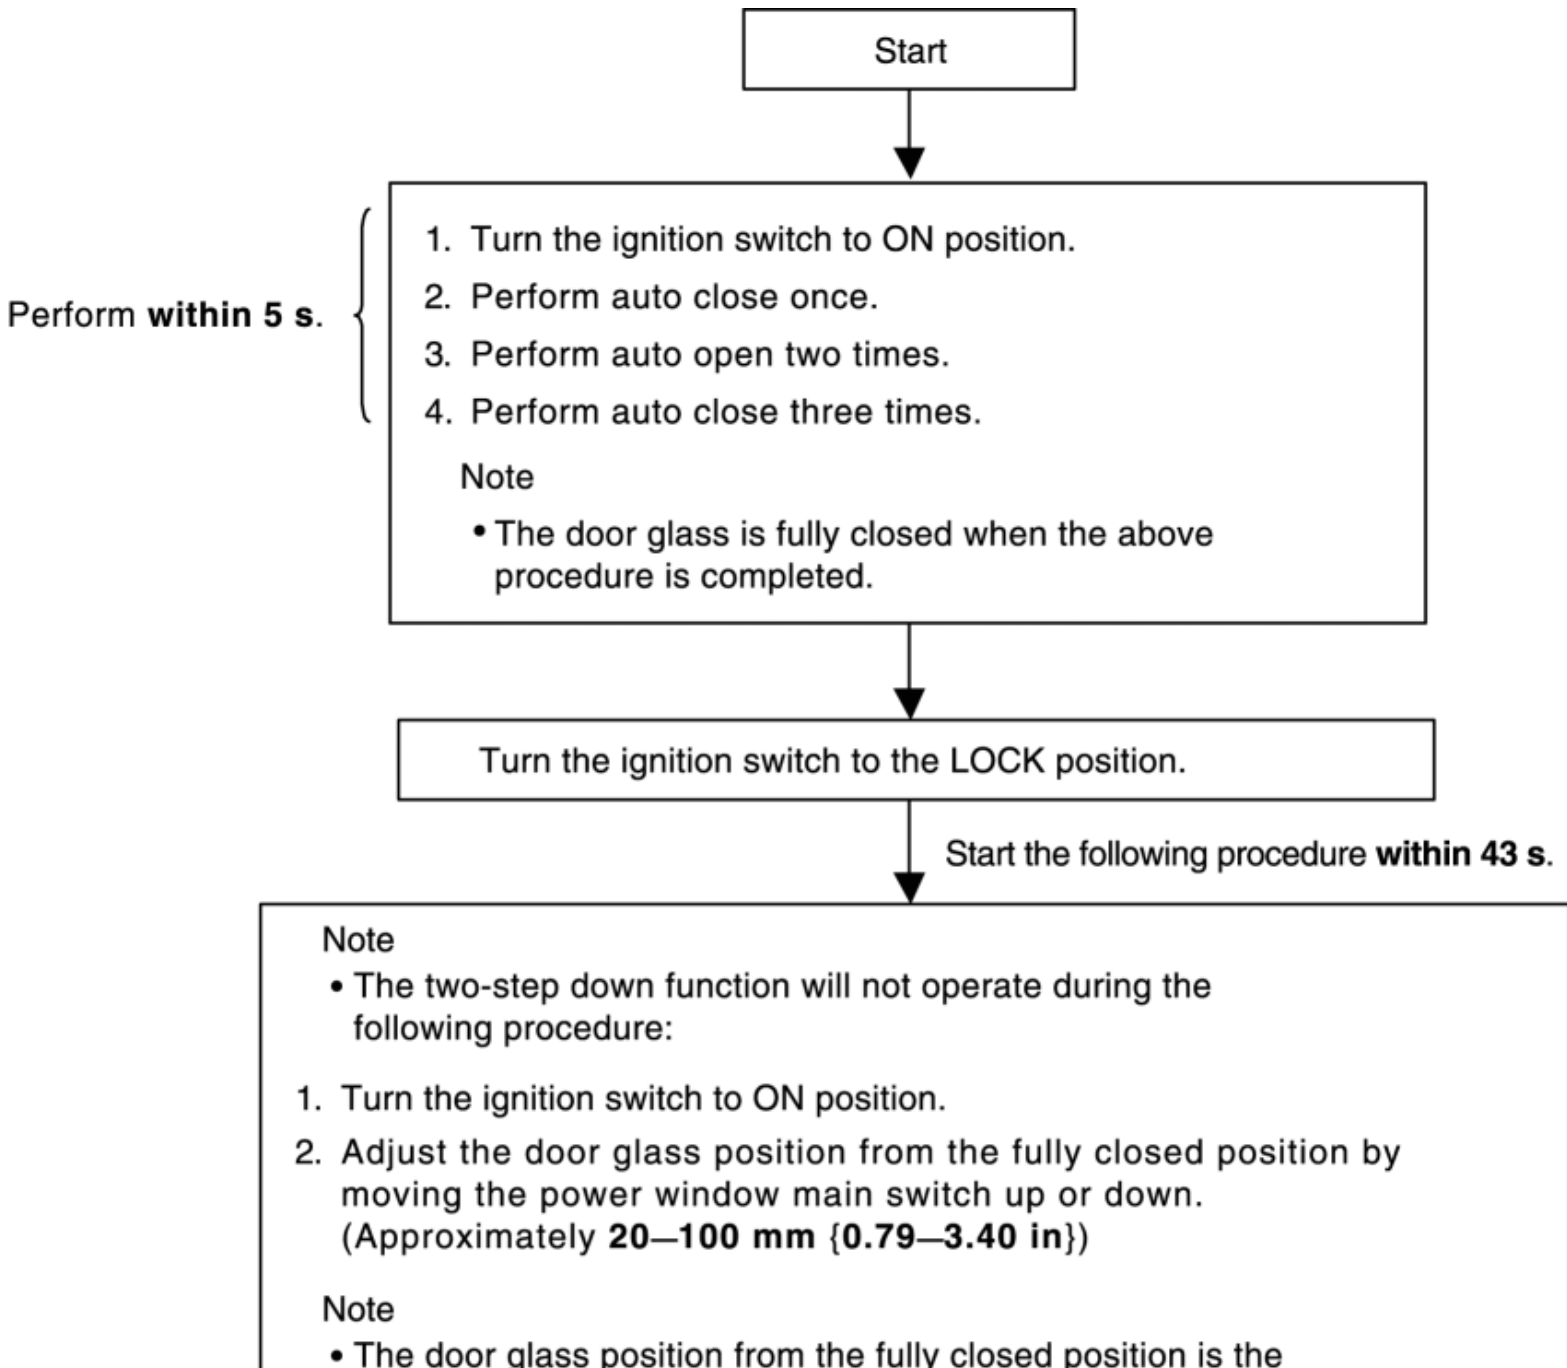 Start
Perform within 5 s.
1. Turn the ignition switch to ON position.
2. Perform auto close once.
3. Perform auto open two times.
4. Perform auto close three times.
Note
• The door glass is fully closed when the above
procedure is completed.
Turn the ignition switch to the LOCK position.
Start the following procedure within 43 s.
Note
• The two-step down function will not operate during the
following procedure:
1. Turn the ignition switch to ON position.
2. Adjust the door glass position from the fully closed position by
moving the power window main switch up or down.
(Approximately 20—100 mm {0.79—3.40 in})
Note
• The door glass position from the fully closed position is the